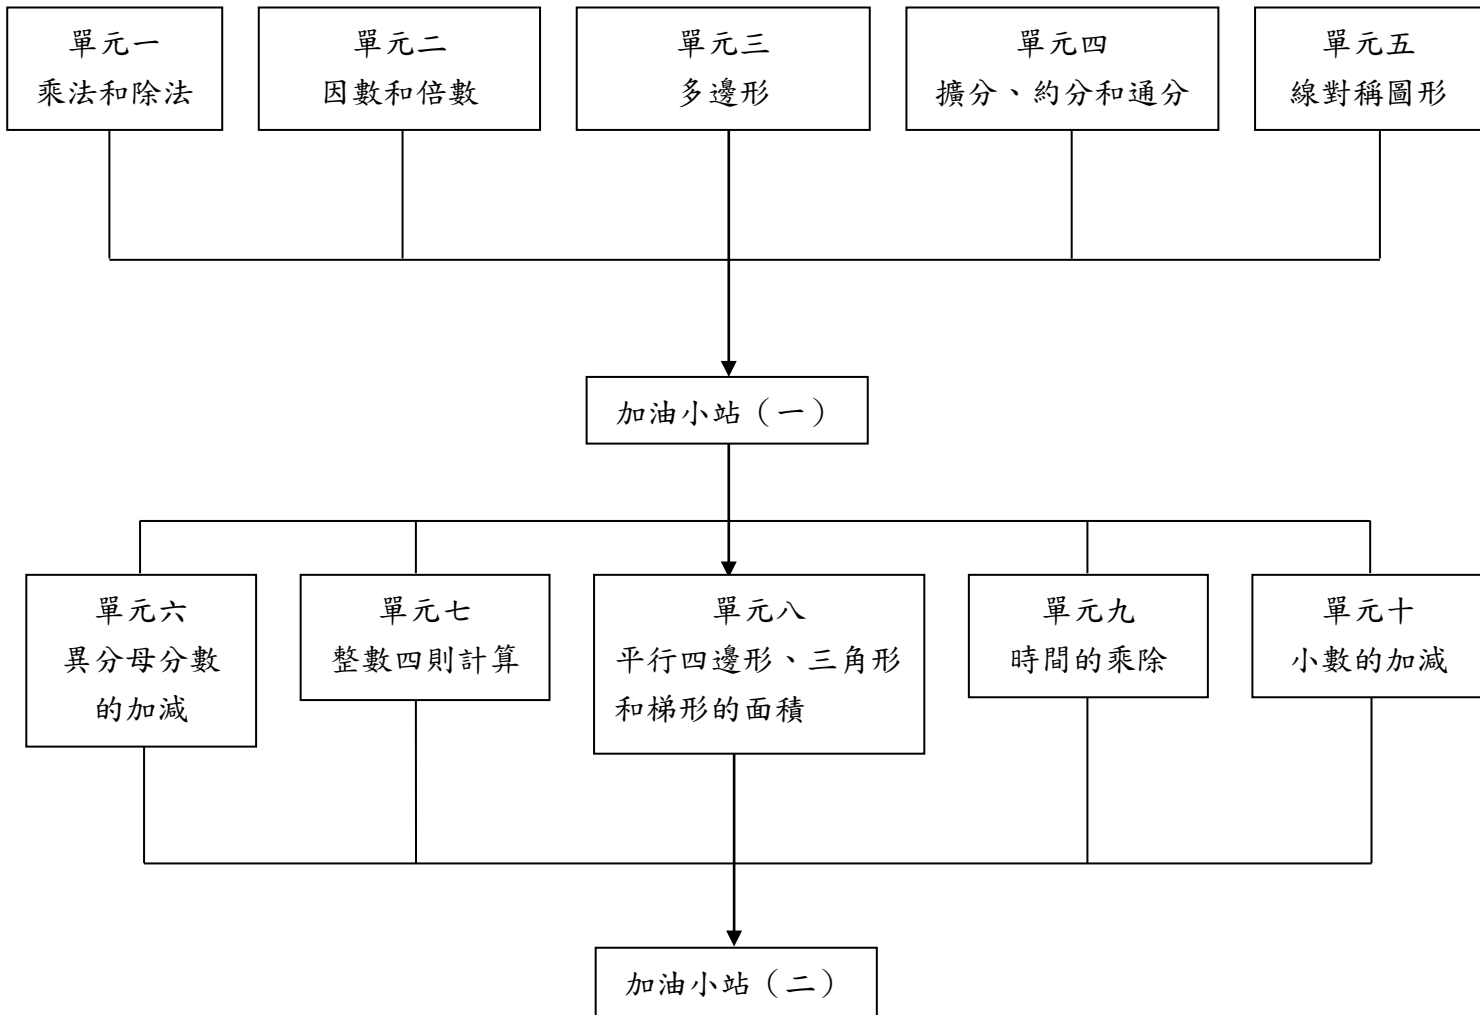 單元一
乘法和除法
單元二
因數和倍數
單元三
多邊形
單元四
擴分、約分和通分
單元五
線對稱圖形
加油小站（一）
單元六
異分母分數
的加減
單元七
整數四則計算
單元八
平行四邊形、三角形
和梯形的面積
單元九
時間的乘除
單元十
小數的加減
加油小站（二）